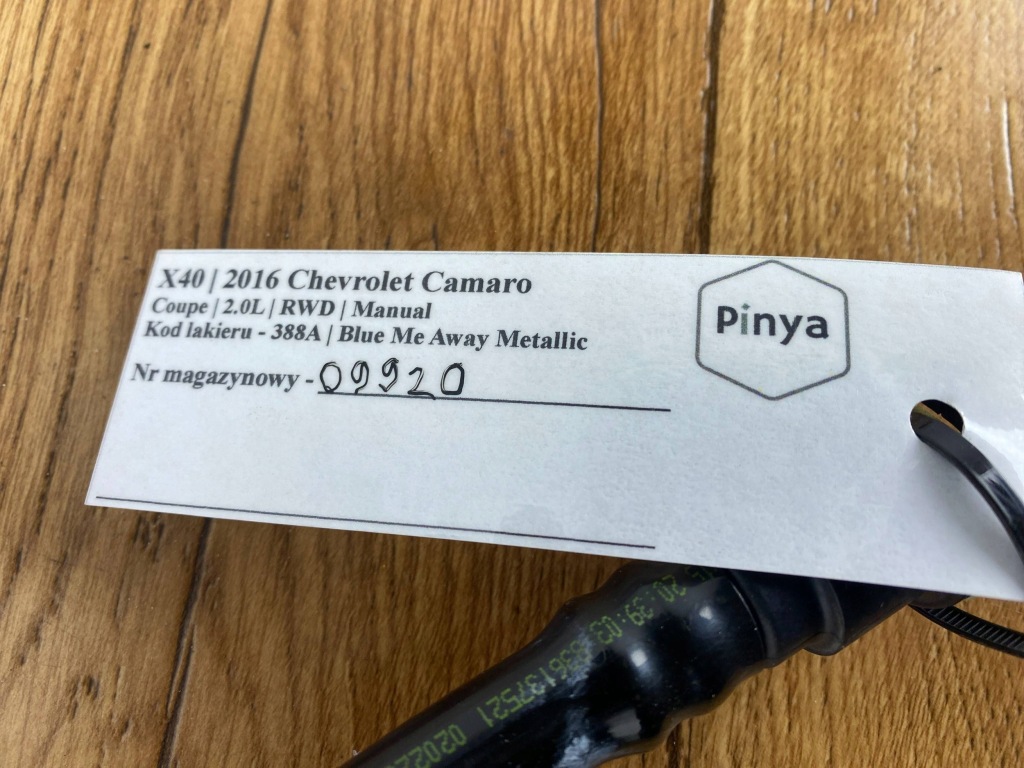 X40 | 2016 Chevrolet Camaro
Coupe | 2.0L | RWD | Manual
Kod lakieru - 388A | Blue Me Away Metallic
Nr magazynowy - 09920
Pinya